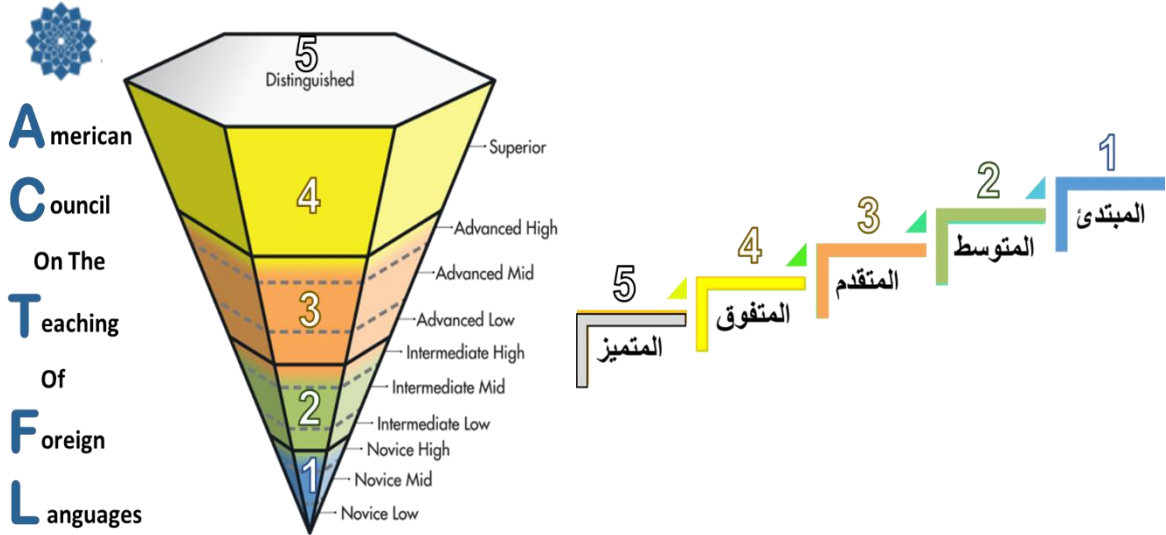 American
Council
On The
Teaching
Of
Foreign
Languages
5
Distinguished
4
3
2
1
Superior
Advanced High
Advanced Mid
Advanced Low
Intermediate High
Intermediate Mid
Intermediate Low
Novice High
Novice Mid
Novice Low
1
المبتدئ
2
المتوسط
3
المتقدم
4
المتفوق
5
المتميز